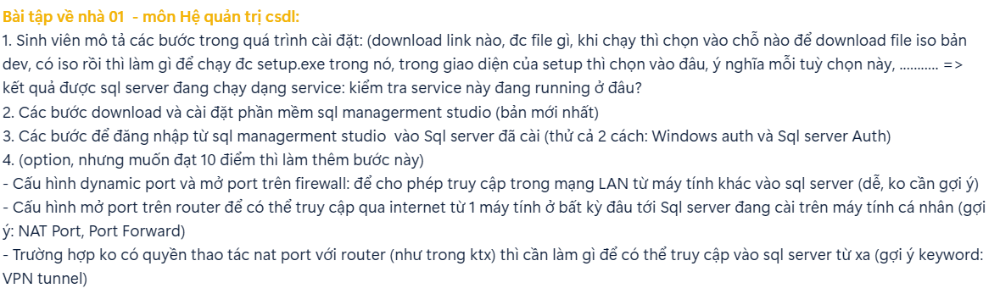 Bài tập về nhà 01 - môn Hệ quản trị csdl:
1. Sinh viên mô tả các bước trong quá trình cài đặt: (download link nào, đc file gì, khi chạy thì chọn vào chỗ nào để download file iso bản
dev, có iso rồi thì làm gì để chạy đc setup.exe trong nó, trong giao diện của setup thì chọn vào đâu, ý nghĩa mỗi tuỳ chọn này, ........... =>
kết quả được sql server đang chạy dạng service: kiểm tra service này đang running ở đâu?
2. Các bước download và cài đặt phần mềm sql managerment studio (bản mới nhất)
3. Các bước để đăng nhập từ sql managerment studio vào Sql server đã cài (thử cả 2 cách: Windows auth và Sql server Auth)
4. (option, nhưng muốn đạt 10 điểm thì làm thêm bước này)
- Cấu hình dynamic port và mở port trên firewall: để cho phép truy cập trong mạng LAN từ máy tính khác vào sql server (dễ, ko cần gợi ý)
- Cấu hình mở port trên router để có thể truy cập qua internet từ 1 máy tính ở bất kỳ đâu tới Sql server đang cài trên máy tính cá nhân (gợi
ý: NAT Port, Port Forward)
- Trường hợp ko có quyền thao tác nat port với router (như trong ktx) thì cần làm gì để có thể truy cập vào sql server từ xa (gợi ý keyword:
VPN tunnel)